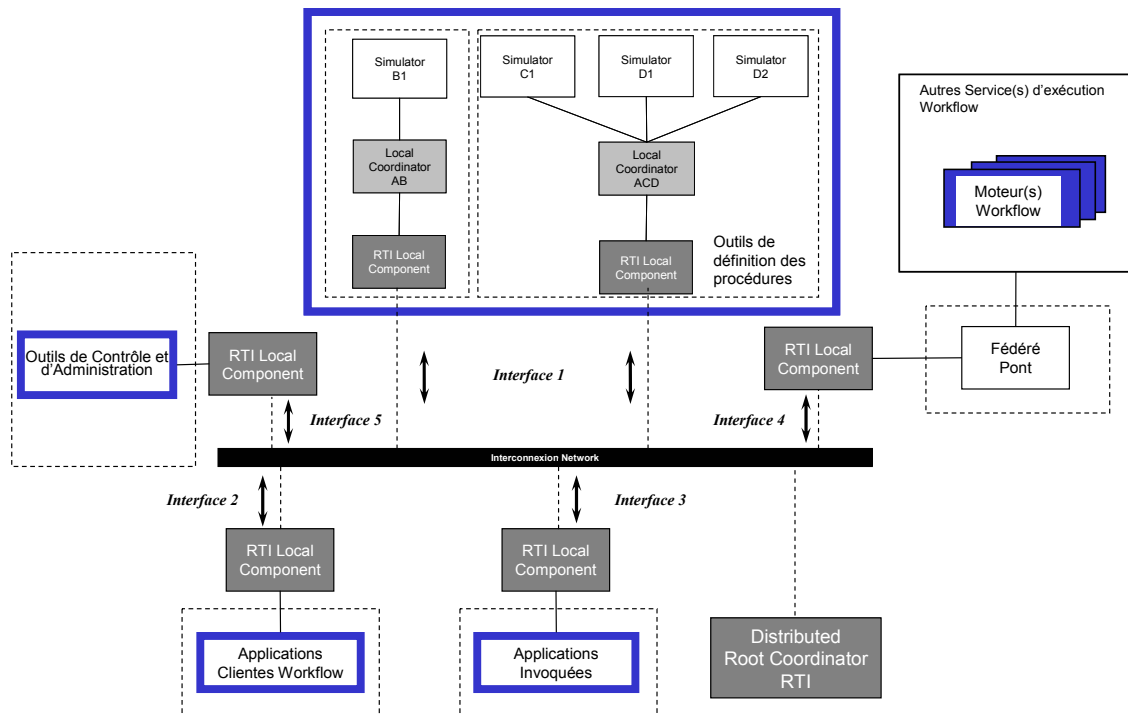 Simulator
B1
Simulator
C1
Simulator
D1
Simulator
D2
Autres Service(s) d'exécution
Workflow
Moteur(s)
Workflow
Local
Coordinator
AB
Local
Coordinator
ACD
RTI Local
Component
RTI Local
Component
Outils de
définition des
procédures
Outils de Contrôle et
d'Administration
RTI Local
Component
Interface 1
RTI Local
Component
Fédéré
Pont
Interface 5
Interface 4
Interconnexion Network
Interface 2
Interface 3
RTI Local
Component
RTI Local
Component
Applications
Clientes Workflow
Applications
Invoquées
Distributed
Root Coordinator
RTI